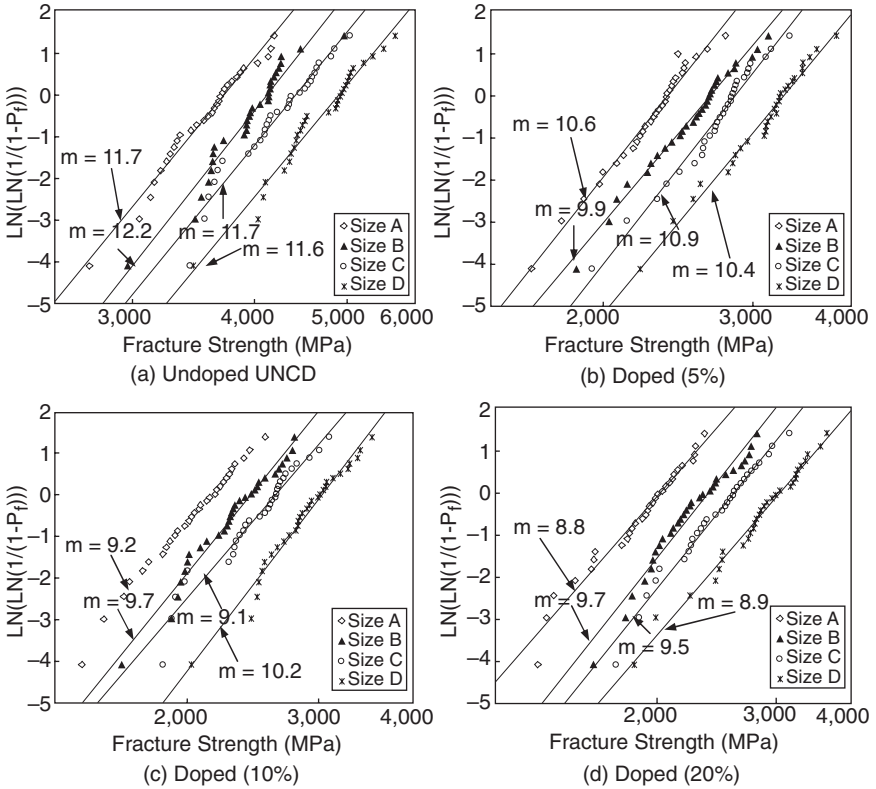 2
1
0
–1
–2
–3
–4
–5
LN(LN(1/(1-Pf)))
m = 11.7
m = 12.2
m = 11.7
m = 11.6
Size A
Size B
Size C
Size D
3,000 4,000 5,000 6,000
Fracture Strength (MPa)
(a) Undoped UNCD
2
1
0
–1
–2
–3
–4
–5
LN(LN(1/(1-Pf)))
m = 10.6
m = 9.9
m = 10.9
m = 10.4
Size A
Size B
Size C
Size D
2,000 3,000 4,000
Fracture Strength (MPa)
(b) Doped (5%)
2
1
0
–1
–2
–3
–4
–5
LN(LN(1/(1-Pf)))
m = 9.2
m = 9.7
m = 9.1
m = 10.2
Size A
Size B
Size C
Size D
2,000 3,000 4,000
Fracture Strength (MPa)
(c) Doped (10%)
2
1
0
–1
–2
–3
–4
–5
LN(LN(1/(1-Pf)))
m = 8.8
m = 9.7
m = 8.9
m = 9.5
Size A
Size B
Size C
Size D
2,000 3,000 4,000
Fracture Strength (MPa)
(d) Doped (20%)